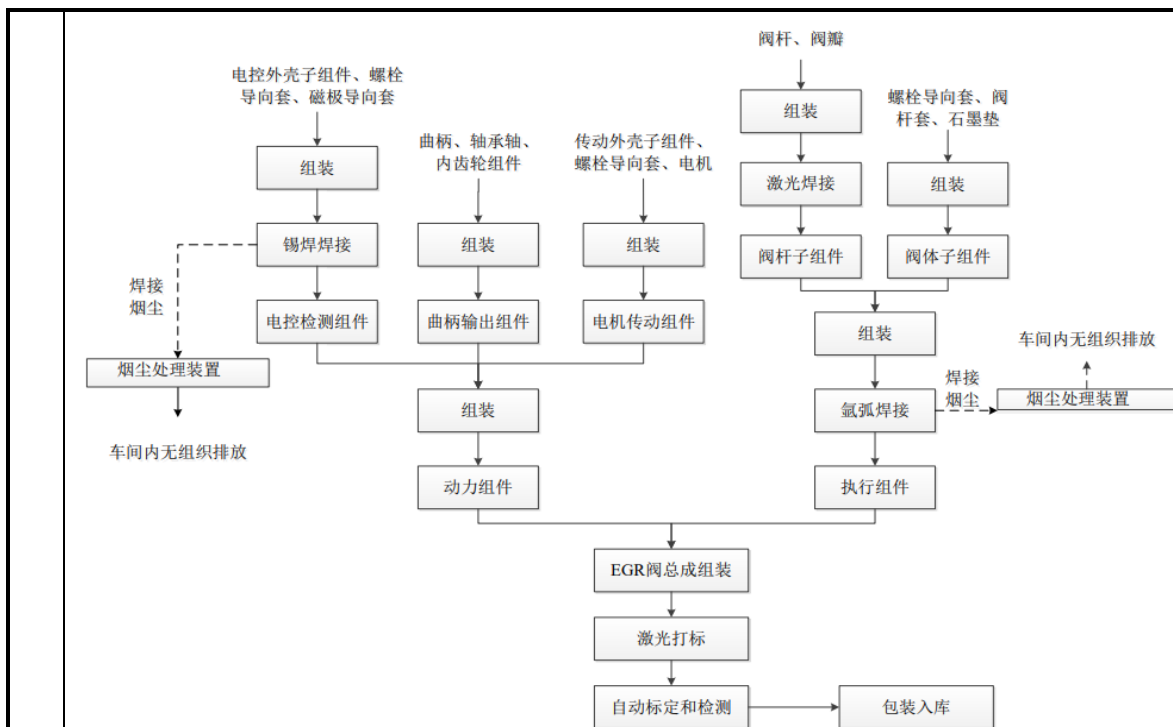 阀杆、阀瓣
电控外壳子组件、螺栓
导向套、磁极导向套
组装
螺栓导向套、阀
杆套、石墨垫
曲柄、轴承轴、
内齿轮组件
传动外壳子组件、
螺栓导向套、电机
组装
激光焊接
组装
锡焊焊接
组装
组装
阀杆子组件
阀体子组件
焊接
烟尘
电控检测组件
曲柄输出组件
电机传动组件
组装
车间内无组织排放
烟尘处理装置
组装
氩弧焊接
焊接
烟尘
烟尘处理装置
车间内无组织排放
动力组件
执行组件
EGR阀总成组装
激光打标
自动标定和检测
包装入库